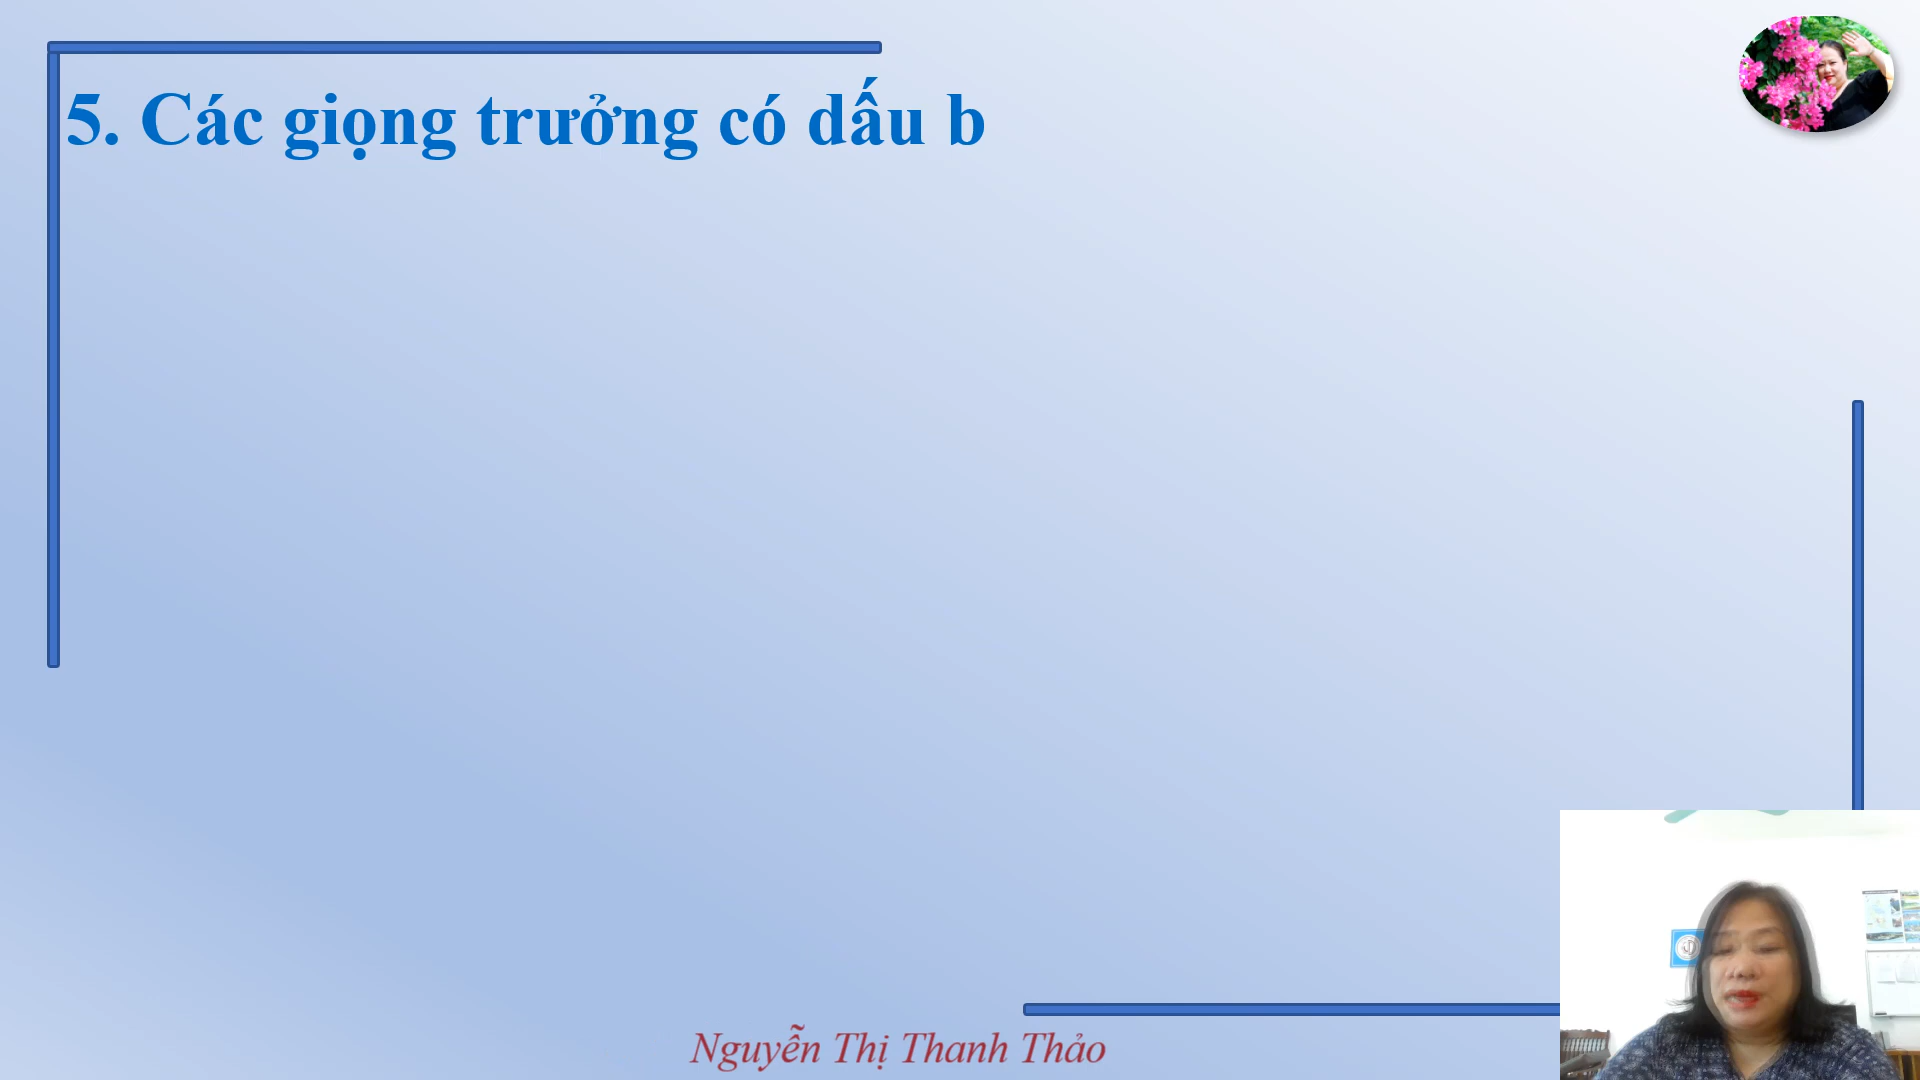 5. Các giọng trưởng có dấu b
Nguyễn Thị Thanh Thảo